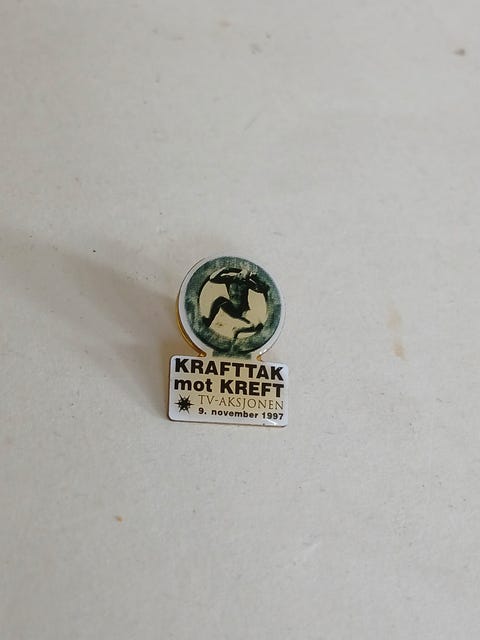 KRAFTTAK
mot KREFT
TV-AKSJONEN
9. november 1997